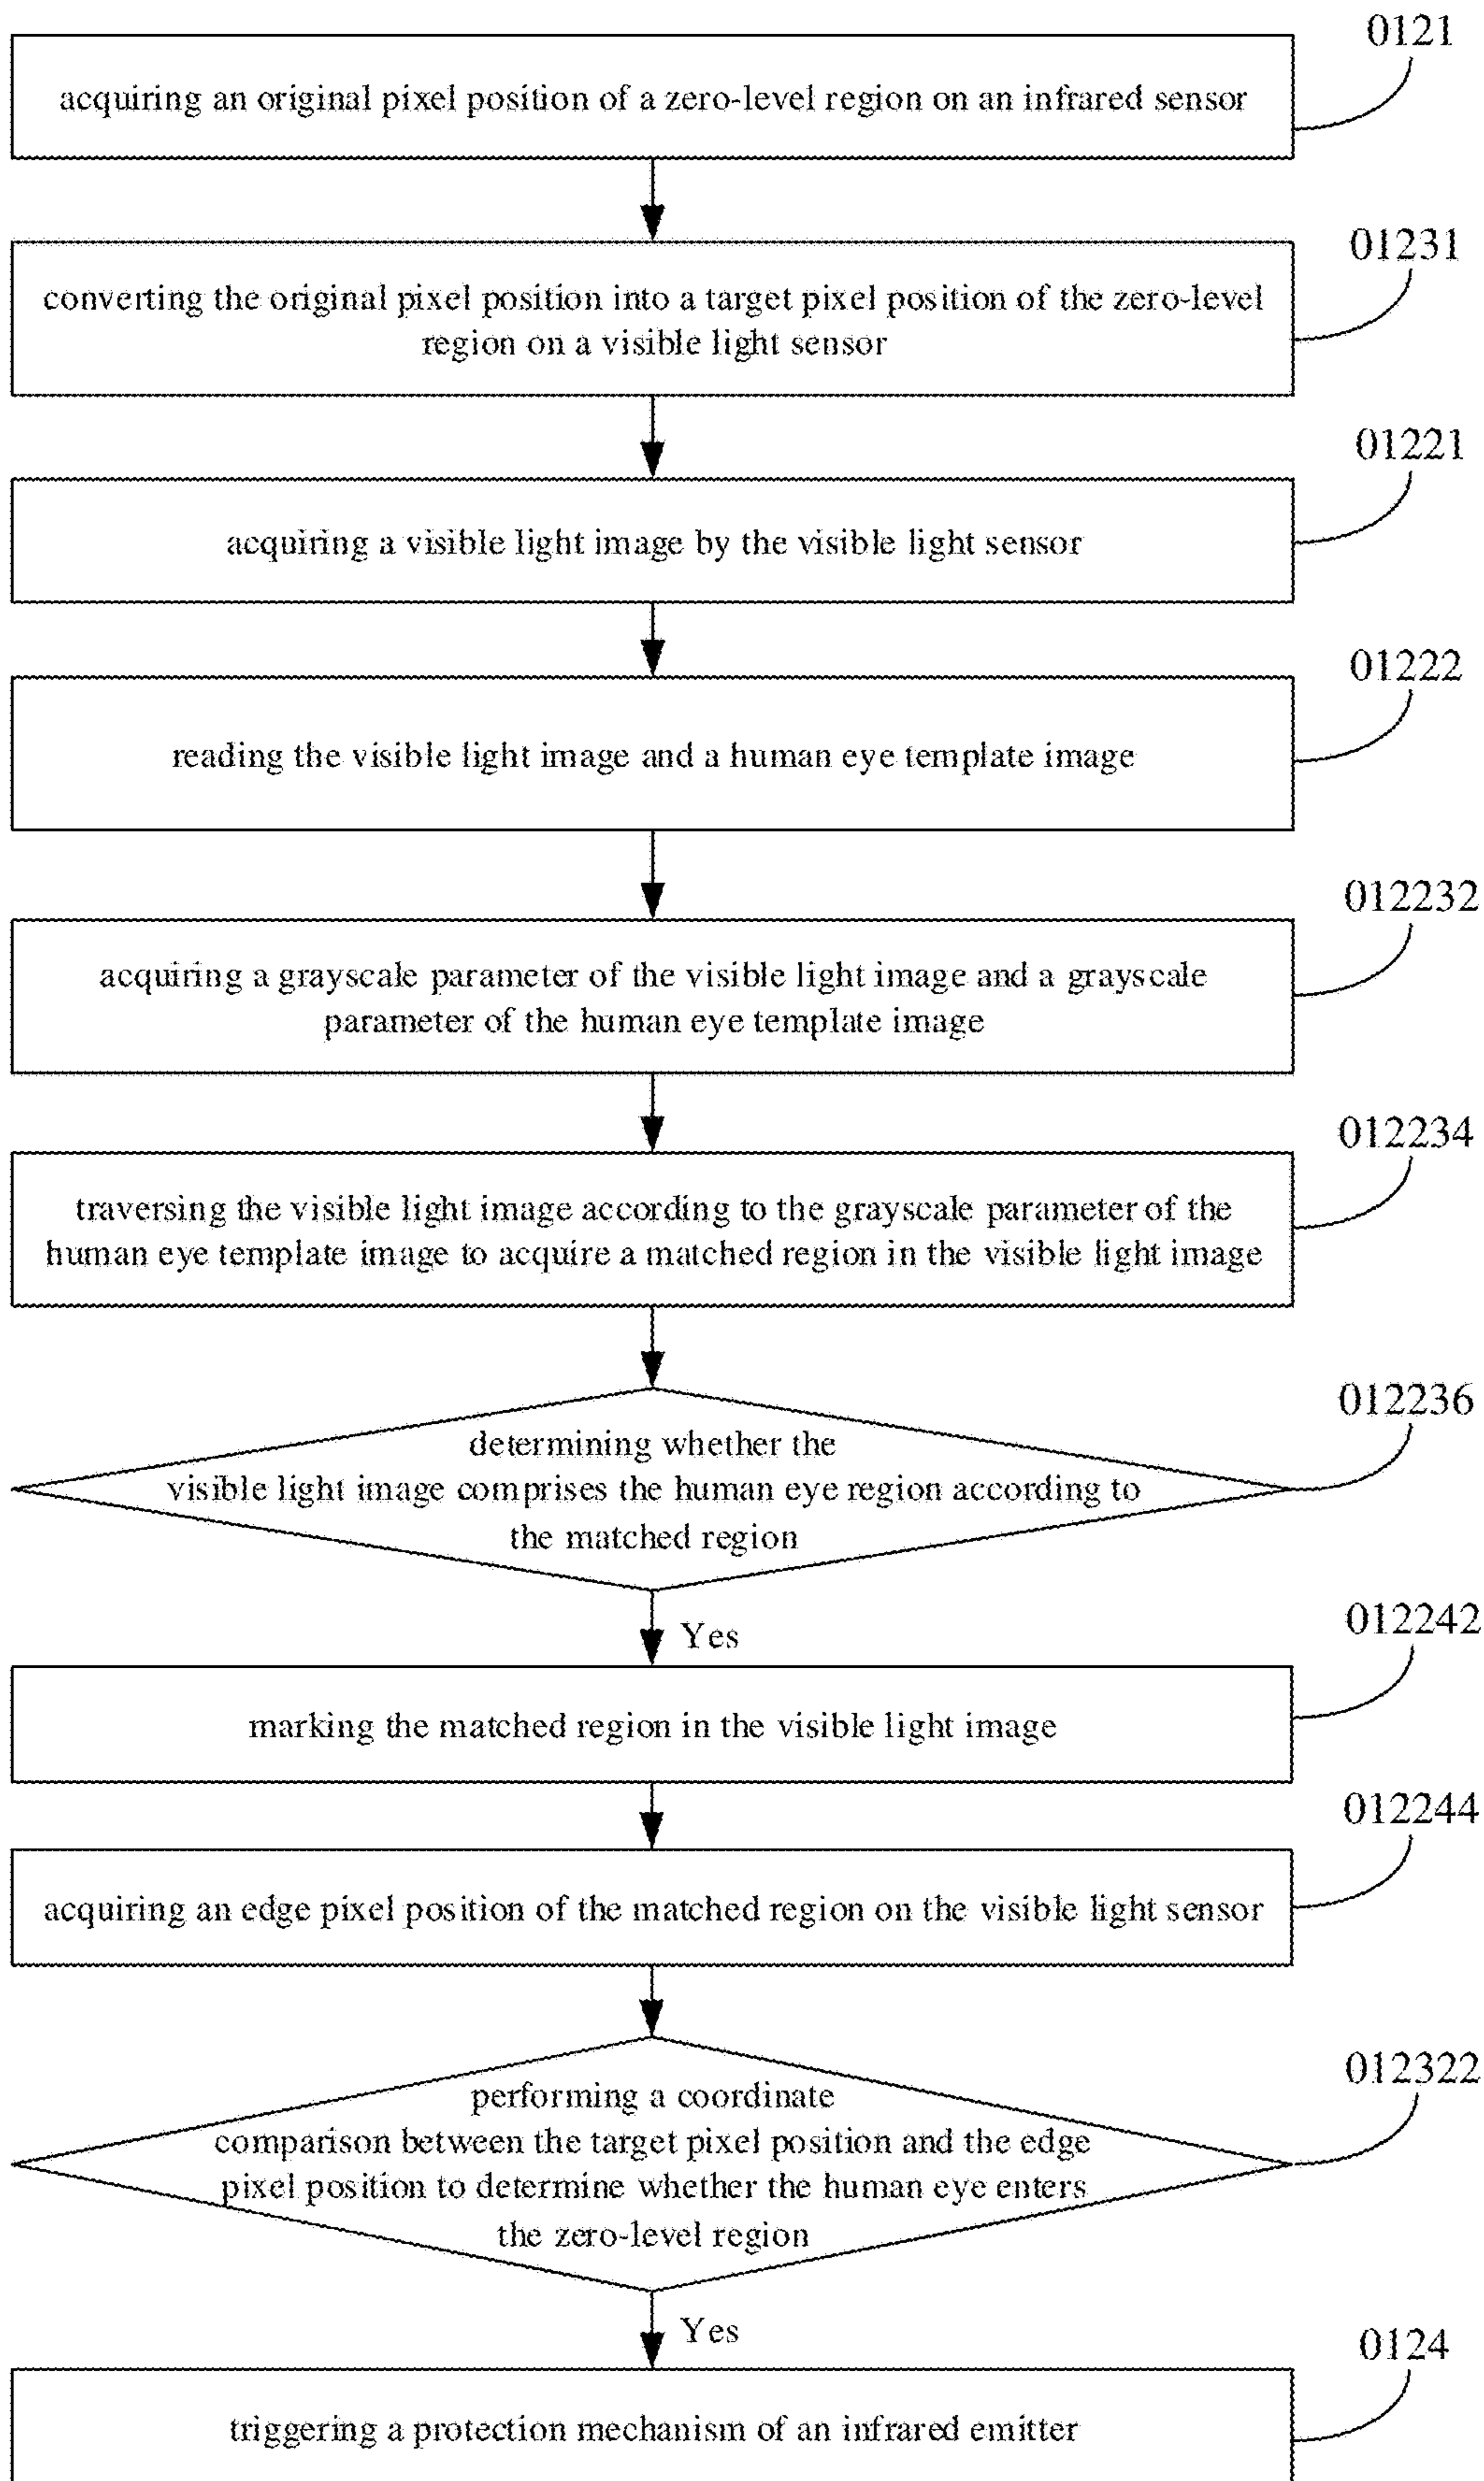 0121
acquiring an original pixel position of a zero-level region on an infrared sensor
01231
converting the original pixel position into a target pixel position of the zero-level
region on a visible light sensor
01221
acquiring a visible light image by the visible light sensor
01222
reading the visible light image and a human eye template image
012232
acquiring a grayscale parameter of the visible light image and a grayscale
parameter of the human eye template image
012234
traversing the visible light image according to the grayscale parameter of the
human eye template image to acquire a matched region in the visible light image
012236
determining whether the
visible light image comprises the human eye region according to
the matched region
Yes
012242
marking the matched region in the visible light image
012244
acquiring an edge pixel position of the matched region on the visible light sensor
012322
performing a coordinate
comparison between the target pixel position and the edge
pixel position to determine whether the human eye enters
the zero-level region
Yes
0124
triggering a protection mechanism of an infrared emitter